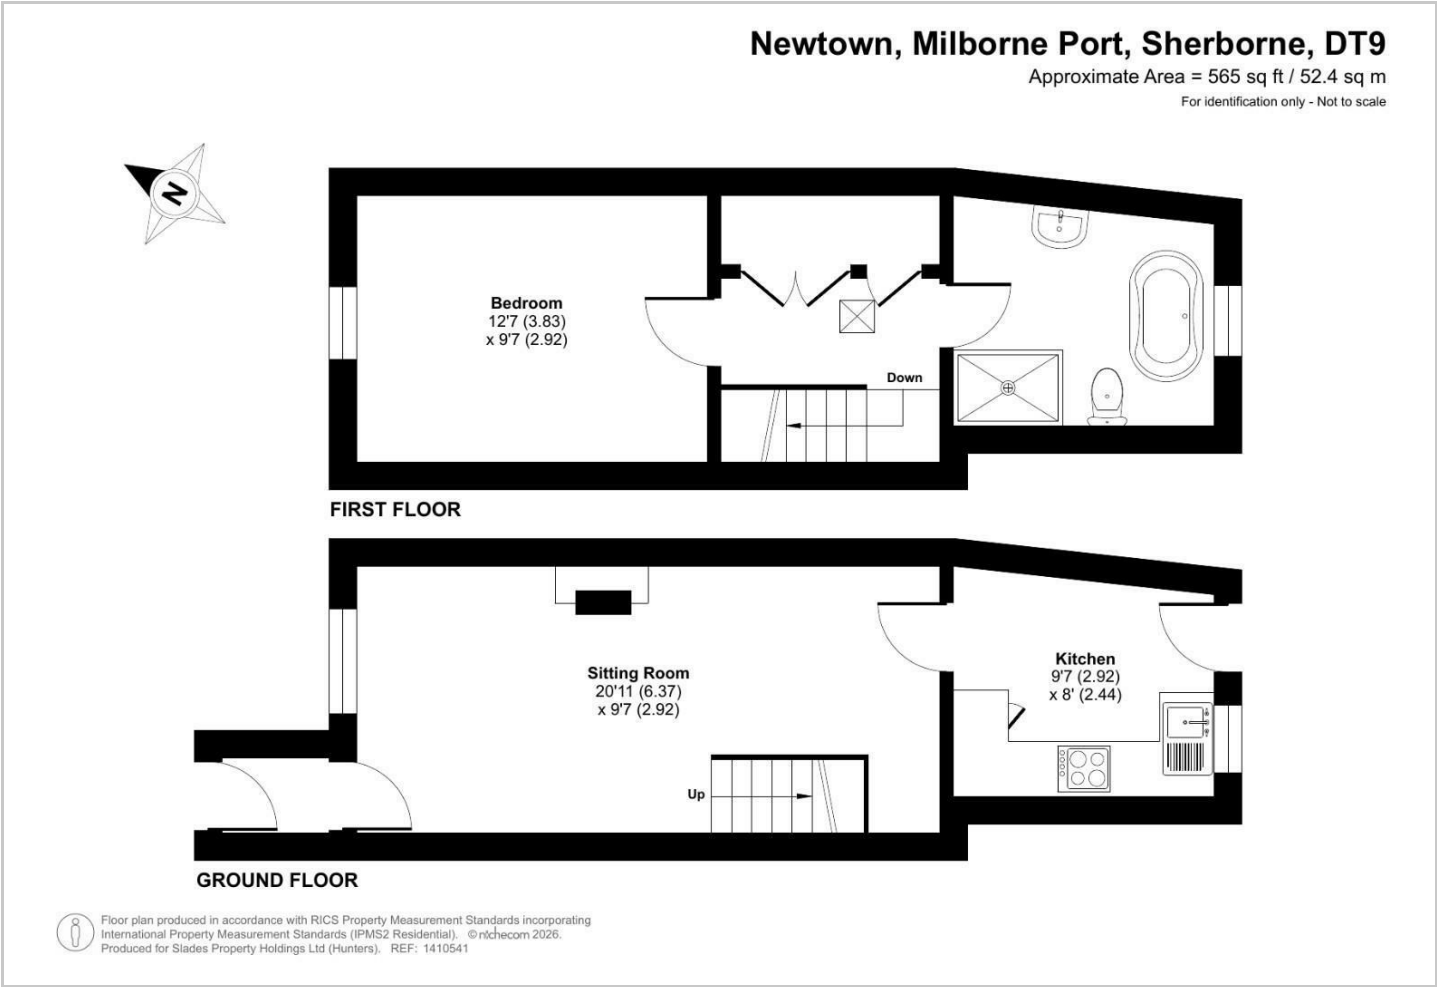 Newtown, Milborne Port, Sherborne, DT9
Approximate Area = 565 sq ft / 52.4 sq m
For identification only - Not to scale
N
Bedroom
12'7 (3.83)
x 9'7 (2.92)
Down
FIRST FLOOR
Sitting Room
20'11 (6.37)
x 9'7 (2.92)
Kitchen
9'7 (2.92)
x 8' (2.44)
Up
GROUND FLOOR
Floor plan produced in accordance with RICS Property Measurement Standards incorporating
International Property Measurement Standards (IPMS2 Residential). © nichecom 2026.
Produced for Slades Property Holdings Ltd (Hunters). REF: 1410541